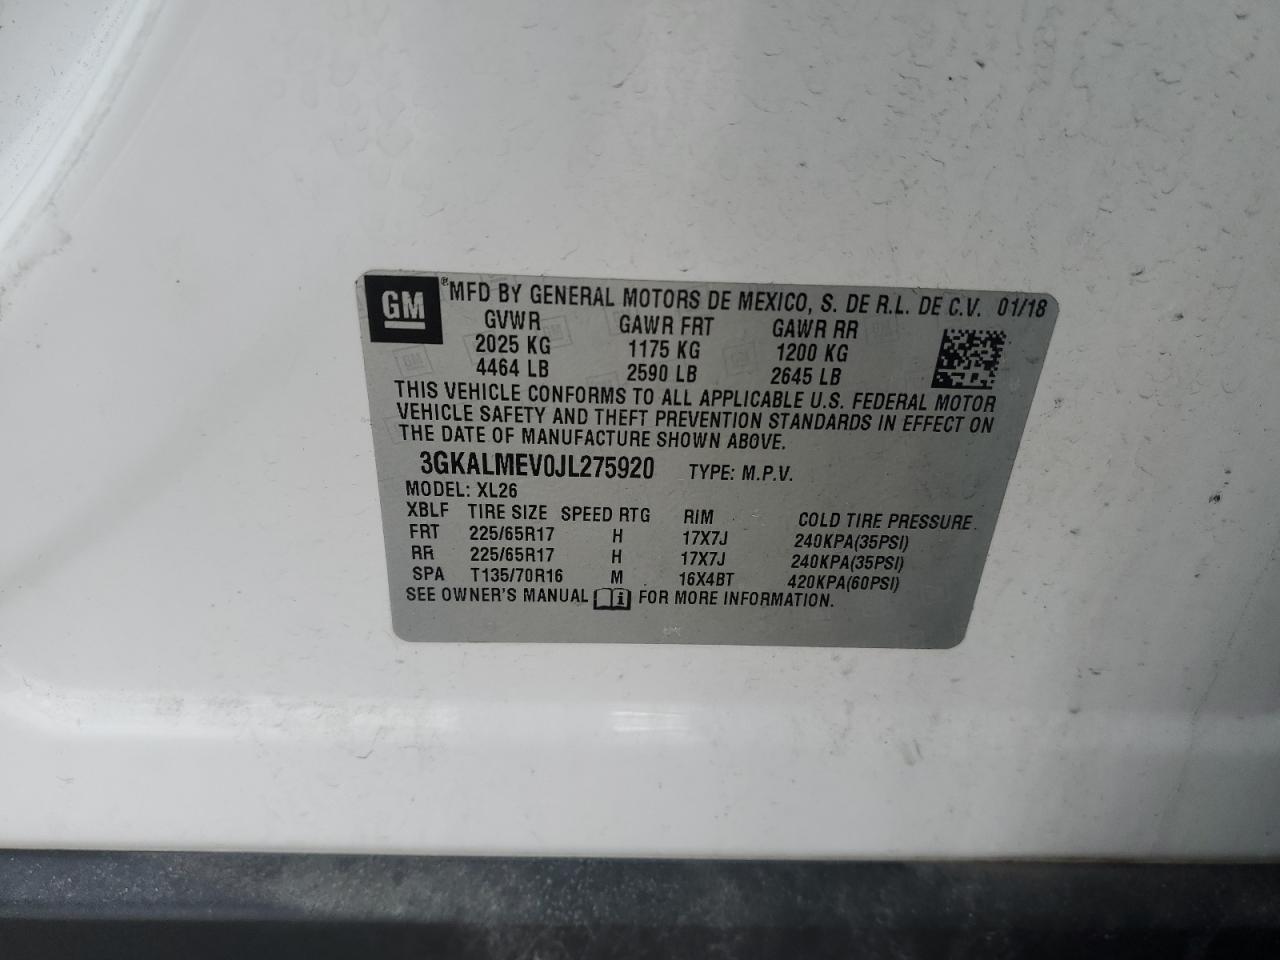 GM ® MFD BY GENERAL MOTORS DE MEXICO, S. DE R.L. DE C.V. 01/18
GVWR GAWR FRT GAWR RR
2025 KG 1175 KG 1200 KG
4464 LB 2590 LB 2645 LB
THIS VEHICLE CONFORMS TO ALL APPLICABLE U.S. FEDERAL MOTOR
VEHICLE SAFETY AND THEFT PREVENTION STANDARDS IN EFFECT ON
THE DATE OF MANUFACTURE SHOWN ABOVE.
3GKALMEV0JL275920 TYPE: M.P.V.
MODEL: XL26
XBLF TIRE SIZE SPEED RTG RIM COLD TIRE PRESSURE
FRT 225/65R17 H 17X7J 240KPA(35PSI)
RR 225/65R17 H 17X7J 240KPA(35PSI)
SPA T135/70R16 M 16X4BT 420KPA(60PSI)
SEE OWNER'S MANUAL i FOR MORE INFORMATION.